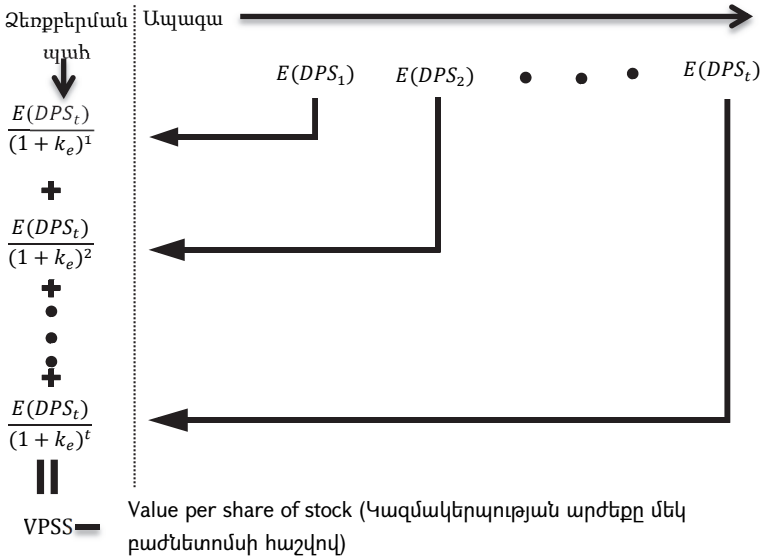 Ձեռքբերման
պահ
Ապագա
E(DPS₁) E(DPS₂) • • • E(DPSₜ)
E(DPSₜ)
(1 + kₑ)¹
+
E(DPSₜ)
(1 + kₑ)²
+
•
•
•
+
E(DPSₜ)
(1 + kₑ)ᵗ
VPSS
Value per share of stock (Կազմակերպության արժեքը մեկ
բաժնետոմսի հաշվով)